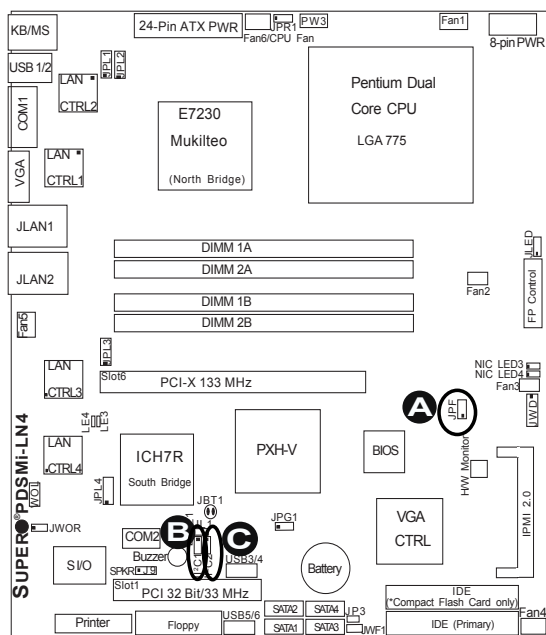 KB/MS
24-Pin ATX PWR
JPR1
PW3
Fan6/CPU Fan
Fan1
8-pin PWR
USB 1/2
JPL1
JPL2
LAN
CTRL2
COM1
E7230
Mukilteo
(North Bridge)
Pentium Dual
Core CPU
LGA 775
LAN
CTRL1
VGA
JLAN1
JLAN2
DIMM 1A
DIMM 2A
DIMM 1B
DIMM 2B
JLED
Fan2
FP Control
Fan5
JPL3
Slot6
PCI-X 133 MHz
NIC LED3
NIC LED4
Fan3
LAN
CTRL3
A
JPF
JWD
LE4
LE3
LAN
CTRL4
ICH7R
South Bridge
PXH-V
BIOS
H/W Monitor
WOL
JPL4
JBT1
IPMI 2.0
SUPER PDSMi-LN4
JWOR
COM2
B
C
JPG1
VGA
CTRL
Buzzer
USB3/4
S I/O
SPKR
J9
Battery
Slot1
PCI 32 Bit/33 MHz
IDE
(*Compact Flash Card only)
Printer
Floppy
USB5/6
SATA2
SATA4
SATA1
SATA3
JP3
JWF1
IDE (Primary)
Fan4